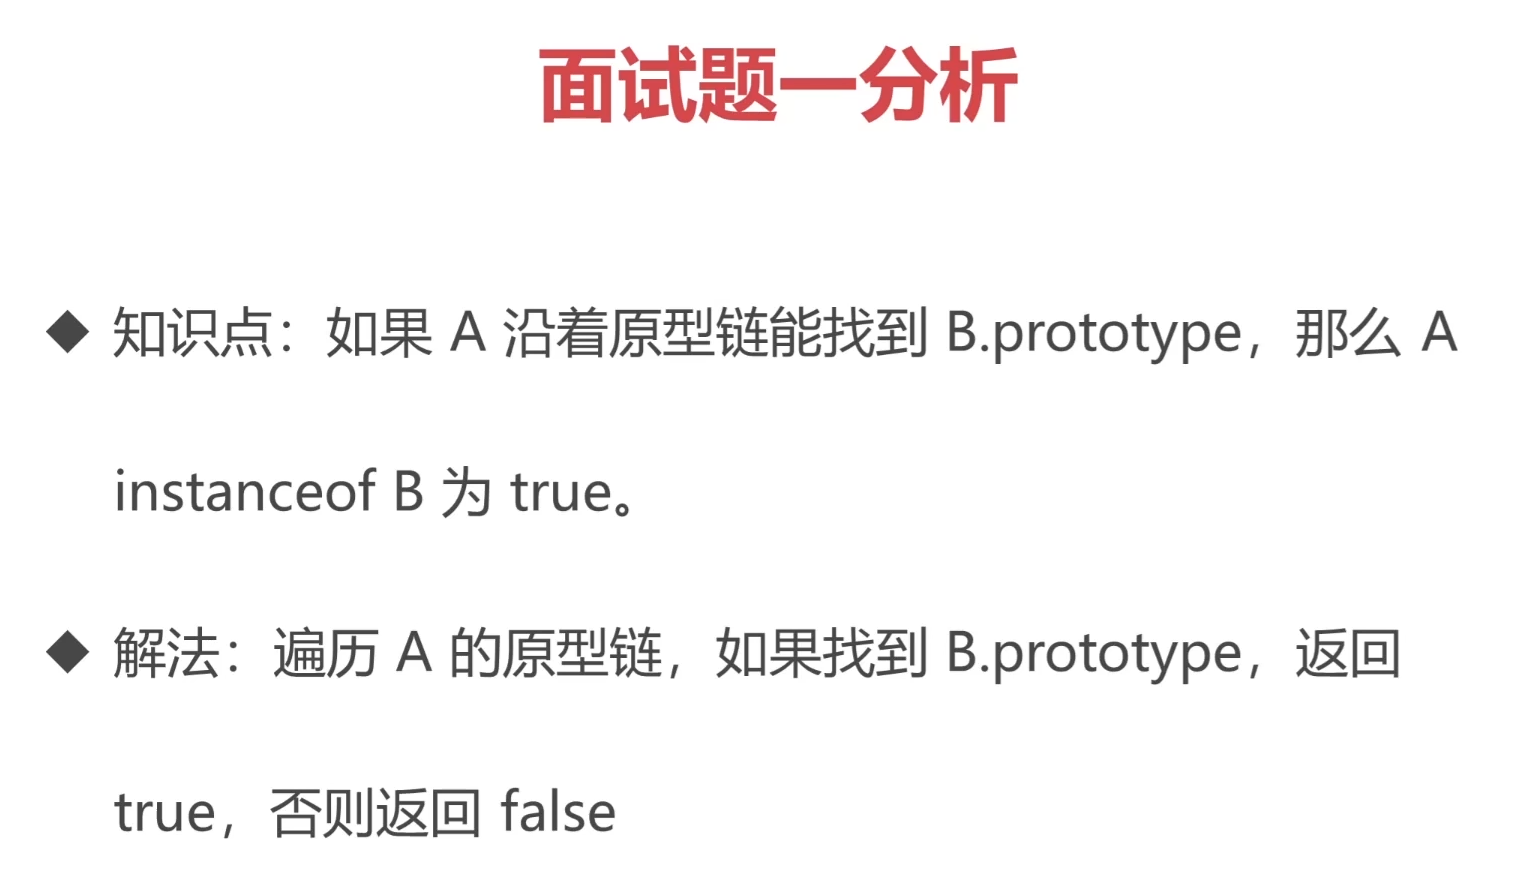 面试题一分析
◆ 知识点：如果 A 沿着原型链能找到 B.prototype，那么 A
instanceof B 为 true。
◆ 解法：遍历 A 的原型链，如果找到 B.prototype，返回
true，否则返回 false